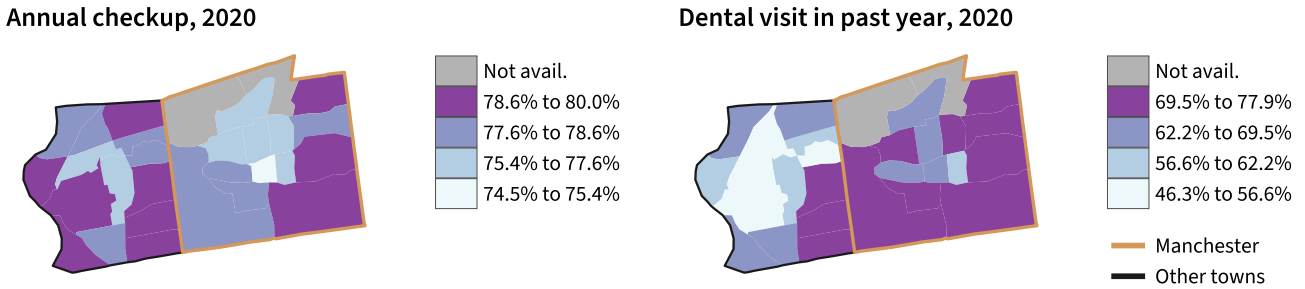 Annual checkup, 2020
Not avail.
78.6% to 80.0%
77.6% to 78.6%
75.4% to 77.6%
74.5% to 75.4%
Dental visit in past year, 2020
Not avail.
69.5% to 77.9%
62.2% to 69.5%
56.6% to 62.2%
46.3% to 56.6%
Manchester
Other towns